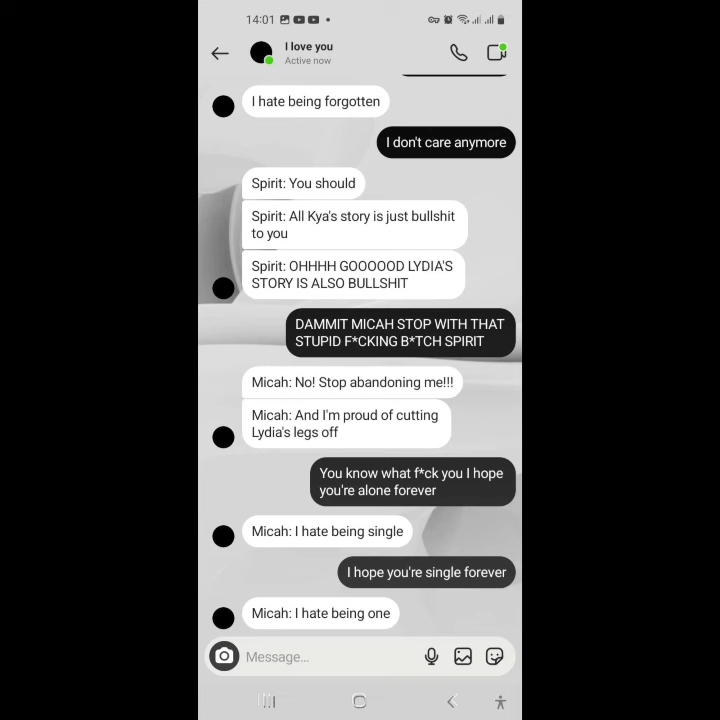 14:01
I love you
Active now
I hate being forgotten
I don't care anymore
Spirit: You should
Spirit: All Kya's story is just bullshit
to you
Spirit: OHHHH GOOOOOD LYDIA'S
STORY IS ALSO BULLSHIT
DAMMIT MICAH STOP WITH THAT
STUPID F*CKING B*TCH SPIRIT
Micah: No! Stop abandoning me!!!
Micah: And I'm proud of cutting
Lydia's legs off
You know what f*ck you I hope
you're alone forever
Micah: I hate being single
I hope you're single forever
Micah: I hate being one
Message...